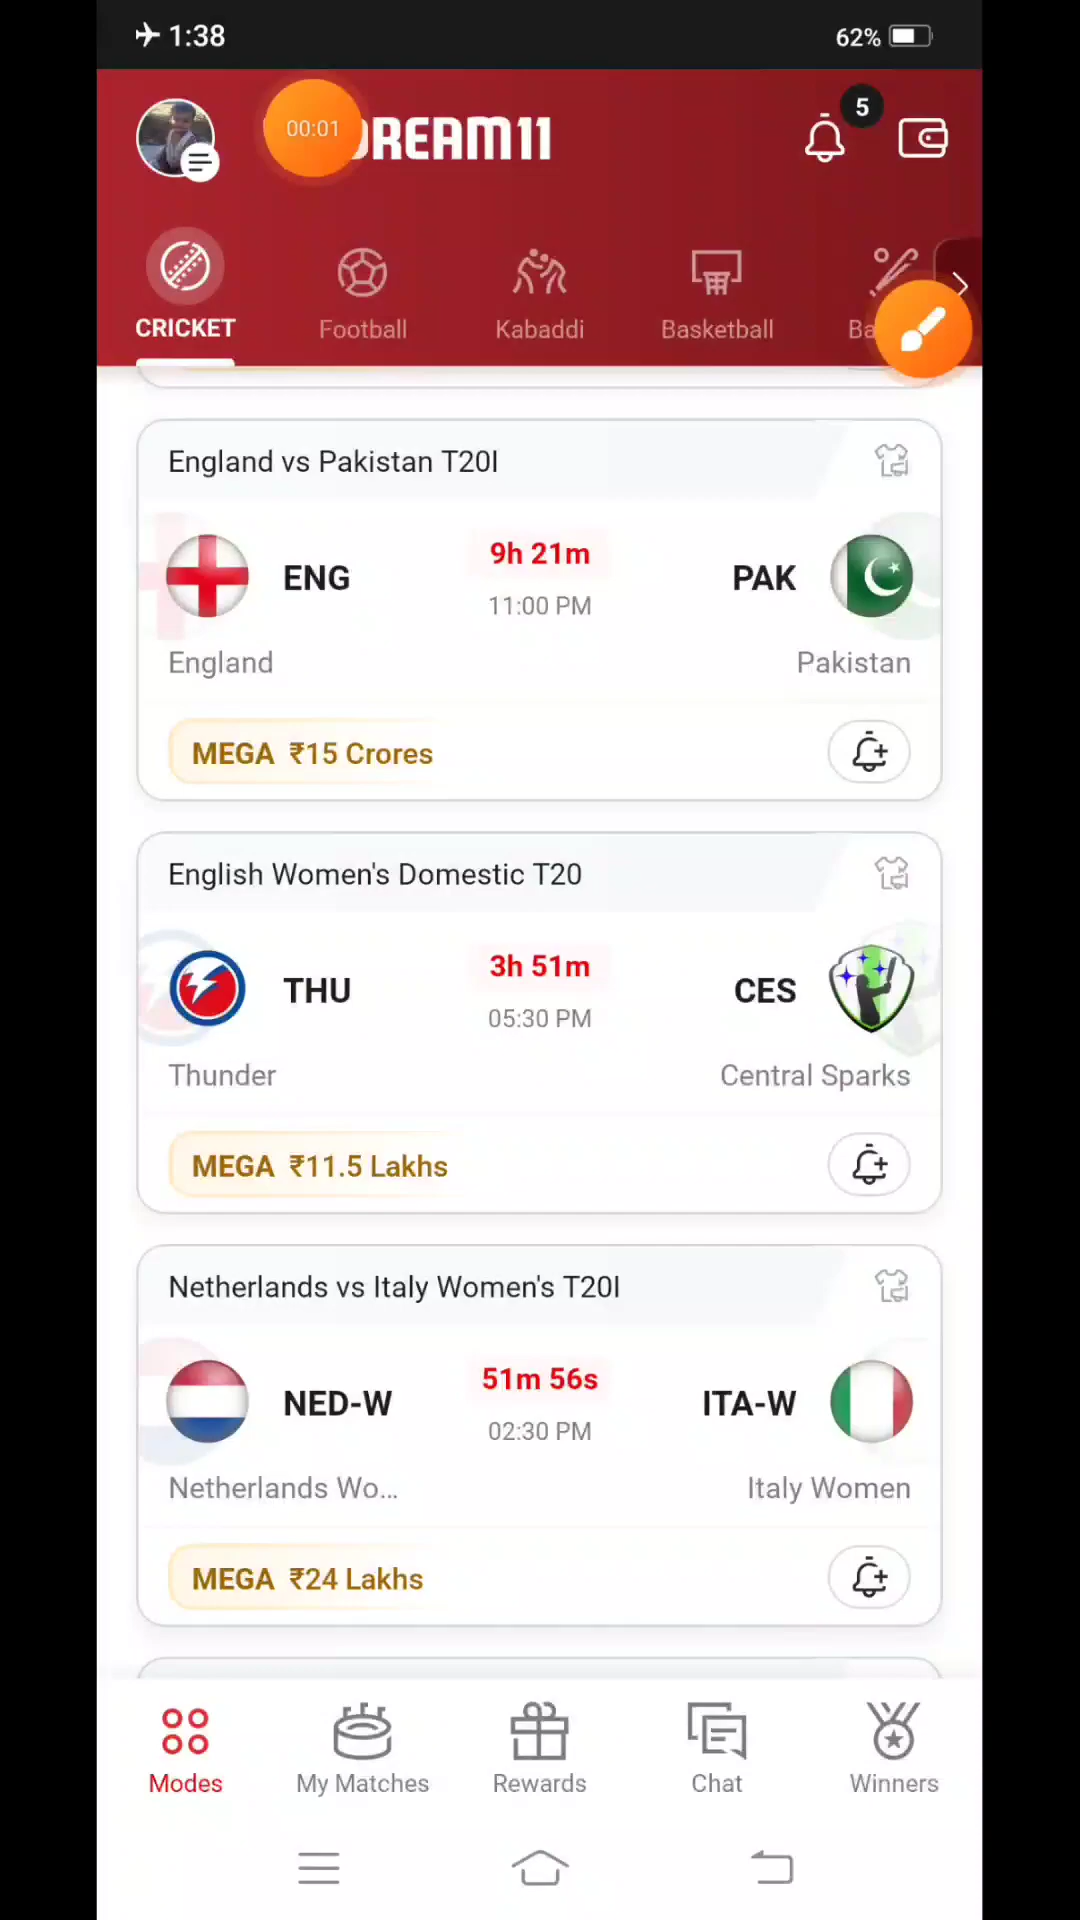 1:38
62%
00:01
DREAM11
5
CRICKET
Football
Kabaddi
Basketball
Ba
England vs Pakistan T20I
ENG
9h 21m
11:00 PM
PAK
England
Pakistan
MEGA ₹15 Crores
English Women's Domestic T20
THU
3h 51m
05:30 PM
CES
Thunder
Central Sparks
MEGA ₹11.5 Lakhs
Netherlands vs Italy Women's T20I
NED-W
51m 56s
02:30 PM
ITA-W
Netherlands Wo...
Italy Women
MEGA ₹24 Lakhs
Modes
My Matches
Rewards
Chat
Winners